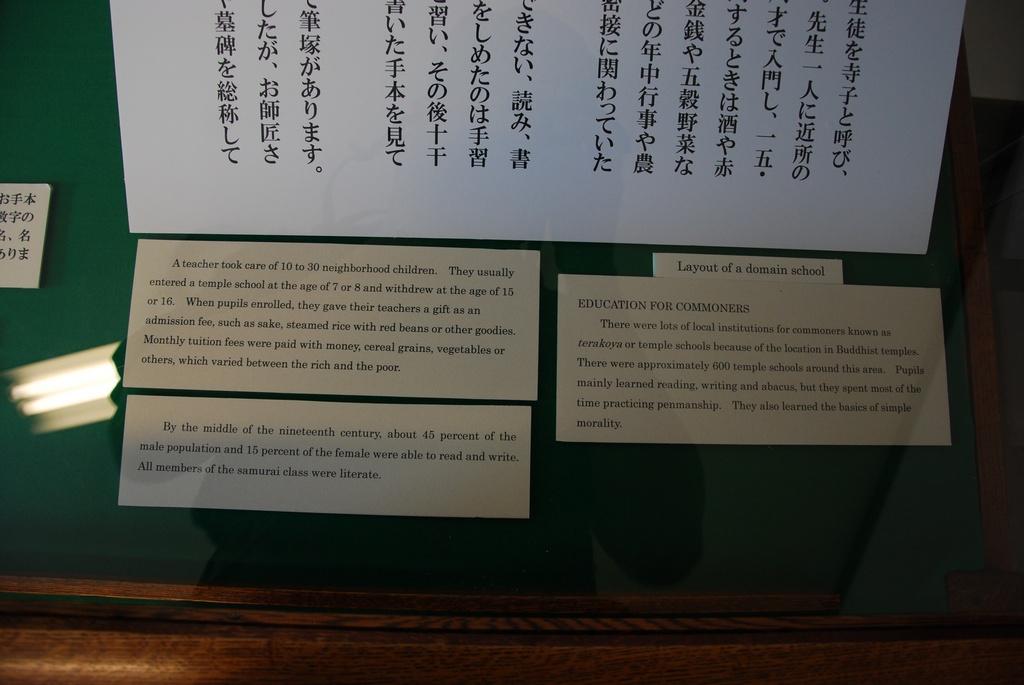 生徒を寺子と呼び、
。先生一人に近所の
才で入門し、一五・
するときは酒や赤
金銭や五穀野菜な
どの年中行事や農
密接に関わっていた
できない、読み、書
をしめたのは手習
習い、その後十干
書いた手本を見て
筆塚があります。
したが、お師匠さ
や墓碑を総称して
お手本
数字の
名、名
ありま
A teacher took care of 10 to 30 neighborhood children. They usually
entered a temple school at the age of 7 or 8 and withdrew at the age of 15
or 16. When pupils enrolled, they gave their teachers a gift as an
admission fee, such as sake, steamed rice with red beans or other goodies.
Monthly tuition fees were paid with money, cereal grains, vegetables or
others, which varied between the rich and the poor.
By the middle of the nineteenth century, about 45 percent of the
male population and 15 percent of the female were able to read and write.
All members of the samurai class were literate.
Layout of a domain school
EDUCATION FOR COMMONERS
There were lots of local institutions for commoners known as
terakoya or temple schools because of the location in Buddhist temples.
There were approximately 600 temple schools around this area. Pupils
mainly learned reading, writing and abacus, but they spent most of the
time practicing penmanship. They also learned the basics of simple
morality.